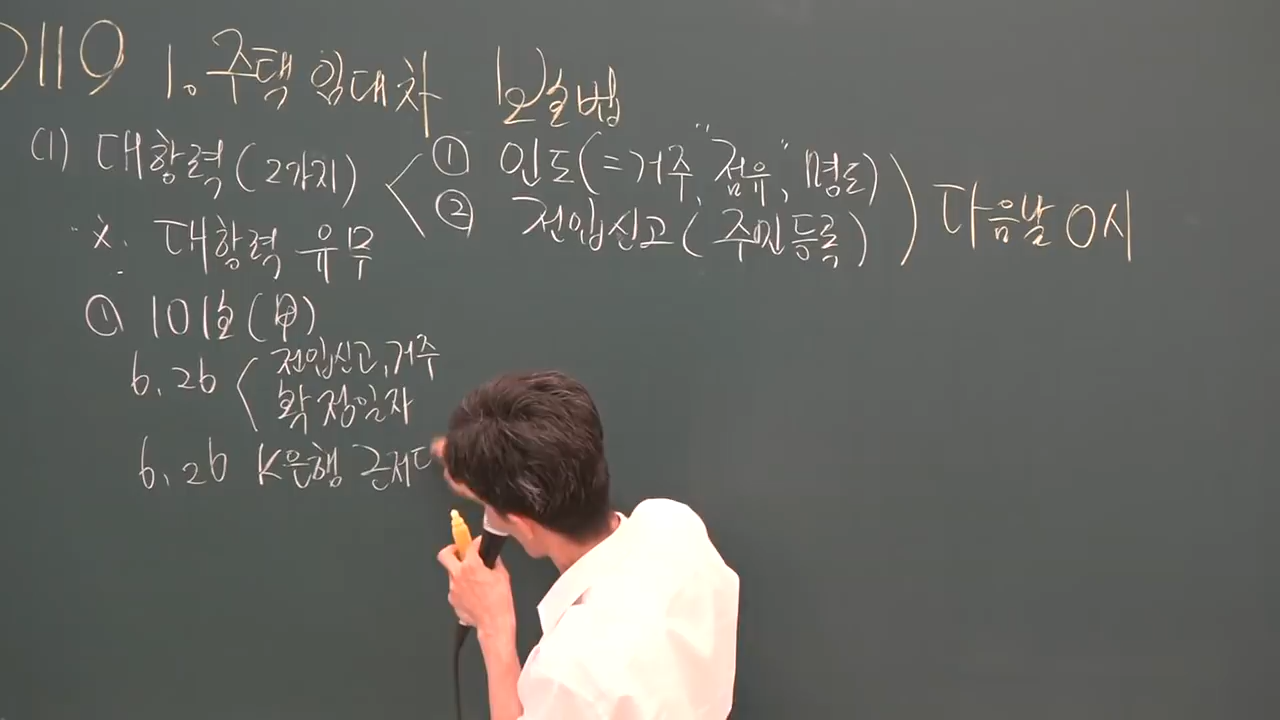 119 1. 주택임대차 보호법
(1) 대항력(2가지) < ① 인도(=거주, "점유", 명도)
② 전입신고(주민등록) ) 다음날 0시
※ 대항력 유무
① 101호(甲)
6.26 < 전입신고,거주
확정일자
6.26 K은행 근저